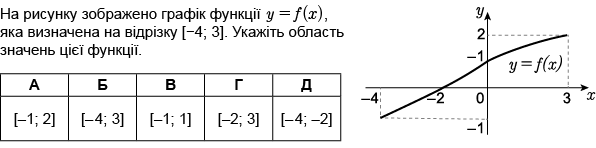 На рисунку зображено графік функції y = f(x),
яка визначена на відрізку [–4; 3]. Укажіть область
значень цієї функції.
А Б В Г Д
[–1; 2] [–4; 3] [–1; 1] [–2; 3] [–4; –2]
y
2
–1
y = f(x)
–4 –2 0 3 x
–1